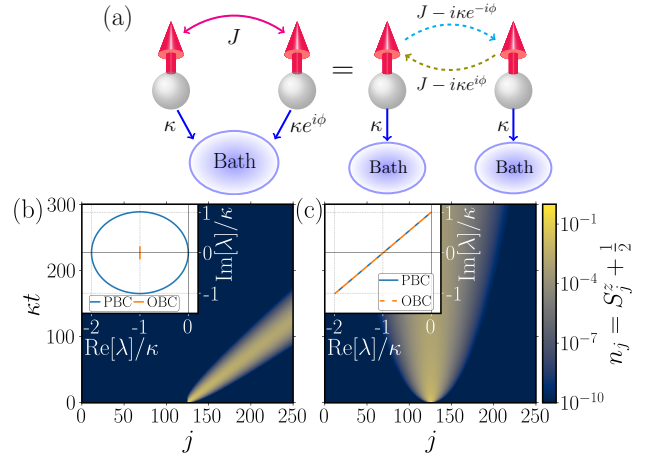 (a)
J
J − iκe^{−iϕ}
=
J − iκe^{iϕ}
κ
κe^{iϕ}
κ
κ
Bath
Bath
Bath
(b)
300
200
100
0
κt
1
0
−1
Im[λ]/κ
PBC
OBC
−2
−1
0
Re[λ]/κ
0
50
100
150
200
250
j
(c)
1
0
−1
Im[λ]/κ
PBC
OBC
−2
−1
0
Re[λ]/κ
0
50
100
150
200
250
j
10^{−1}
10^{−4}
10^{−7}
10^{−10}
n_j = S_j^z + \frac{1}{2}